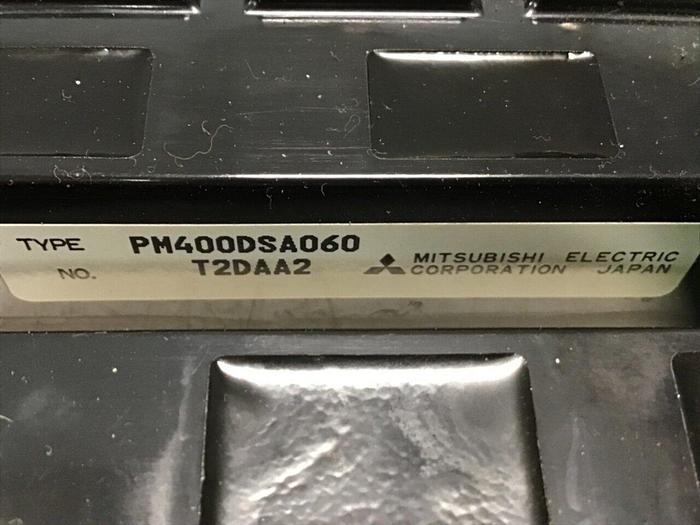 TYPE PM400DSA060
NO. T2DAA2
MITSUBISHI ELECTRIC
CORPORATION JAPAN